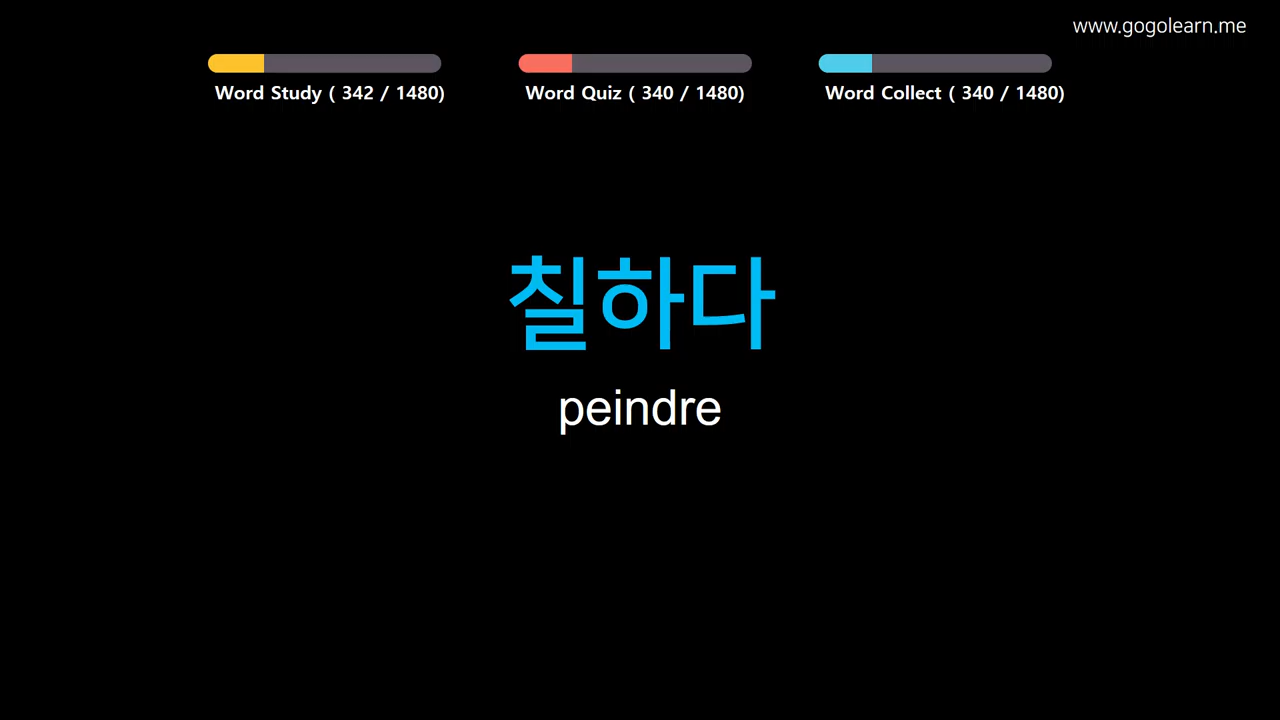 www.gogolearn.me
Word Study ( 342 / 1480)
Word Quiz ( 340 / 1480)
Word Collect ( 340 / 1480)
칠하다
peindre